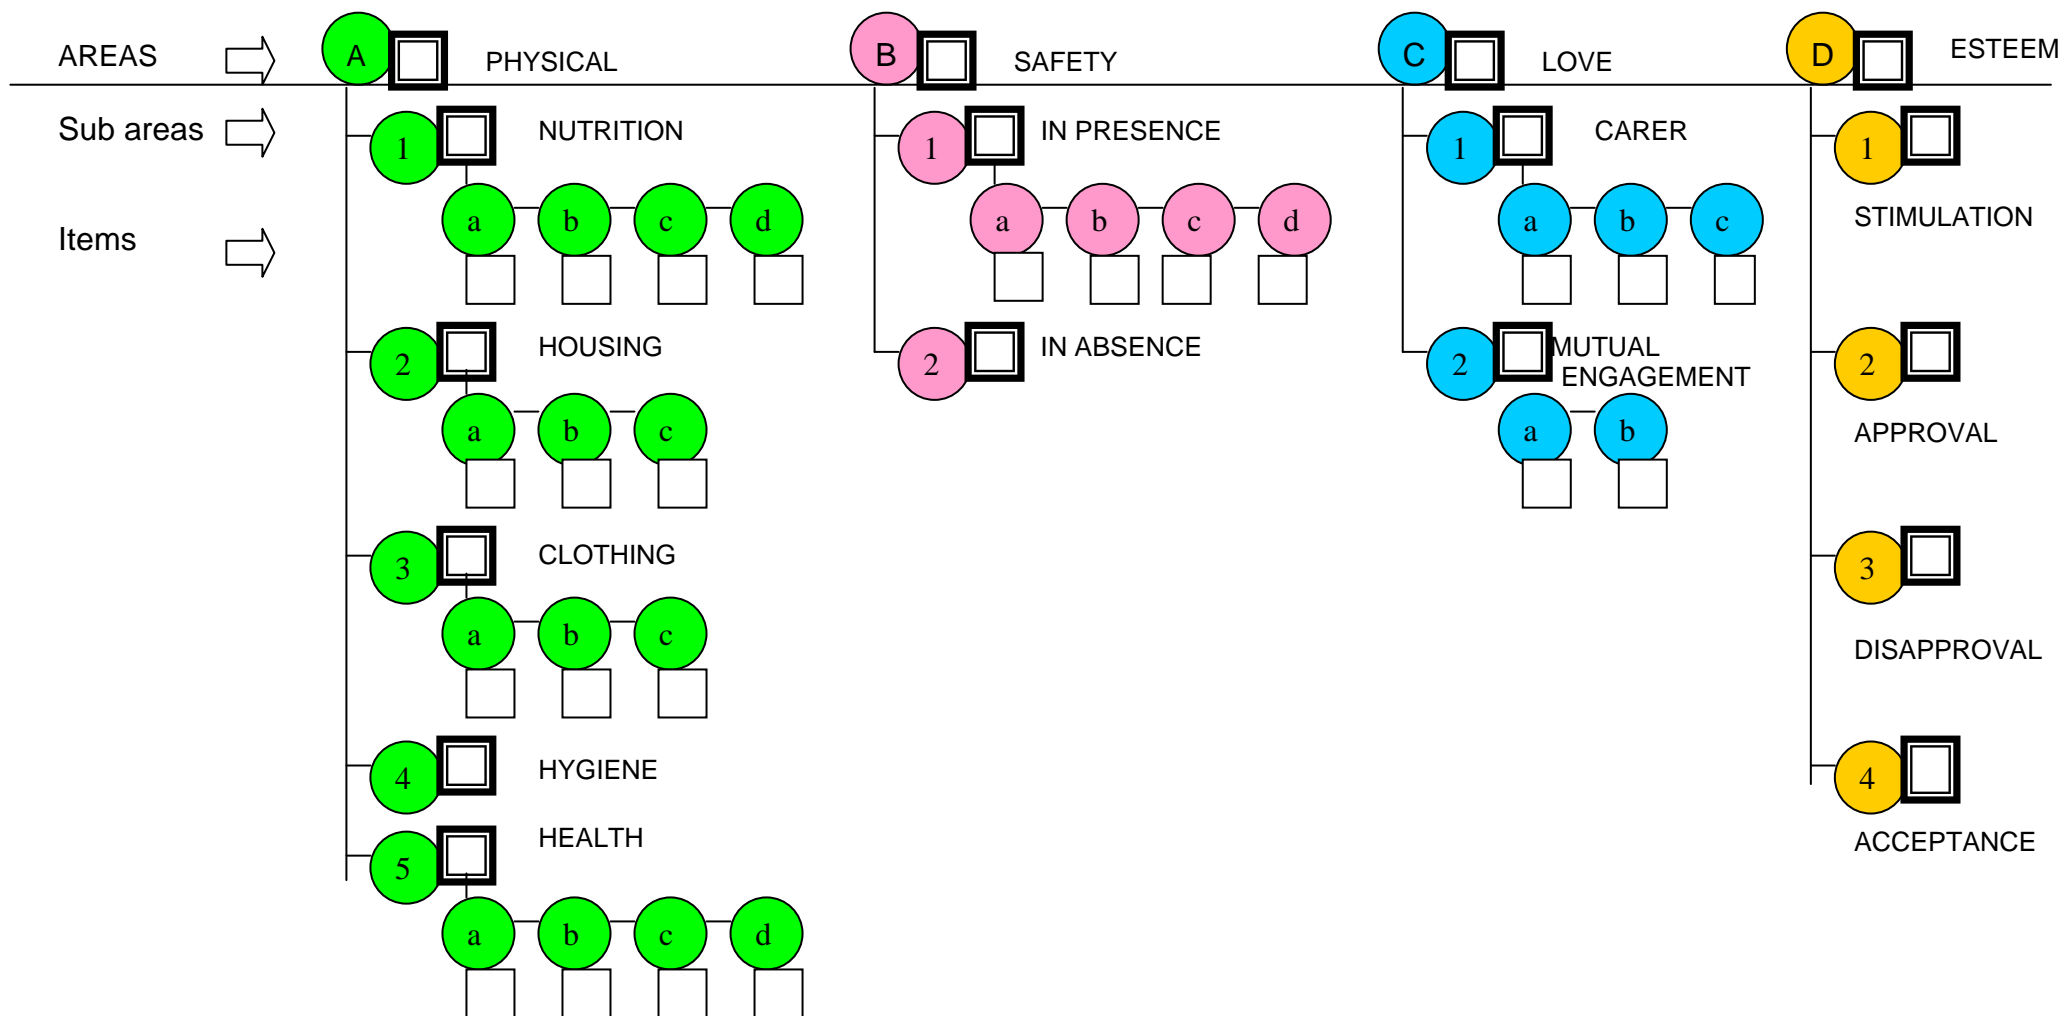 AREAS A PHYSICAL B SAFETY C LOVE D ESTEEM
Sub areas 1 NUTRITION 1 IN PRESENCE 1 CARER 1
Items a b c d a b c d a b c STIMULATION
2 HOUSING 2 IN ABSENCE 2 MUTUAL 2
ENGAGEMENT
a b c a b APPROVAL
3 CLOTHING 3
a b c DISAPPROVAL
4 HYGIENE 4
5 HEALTH ACCEPTANCE
a b c d